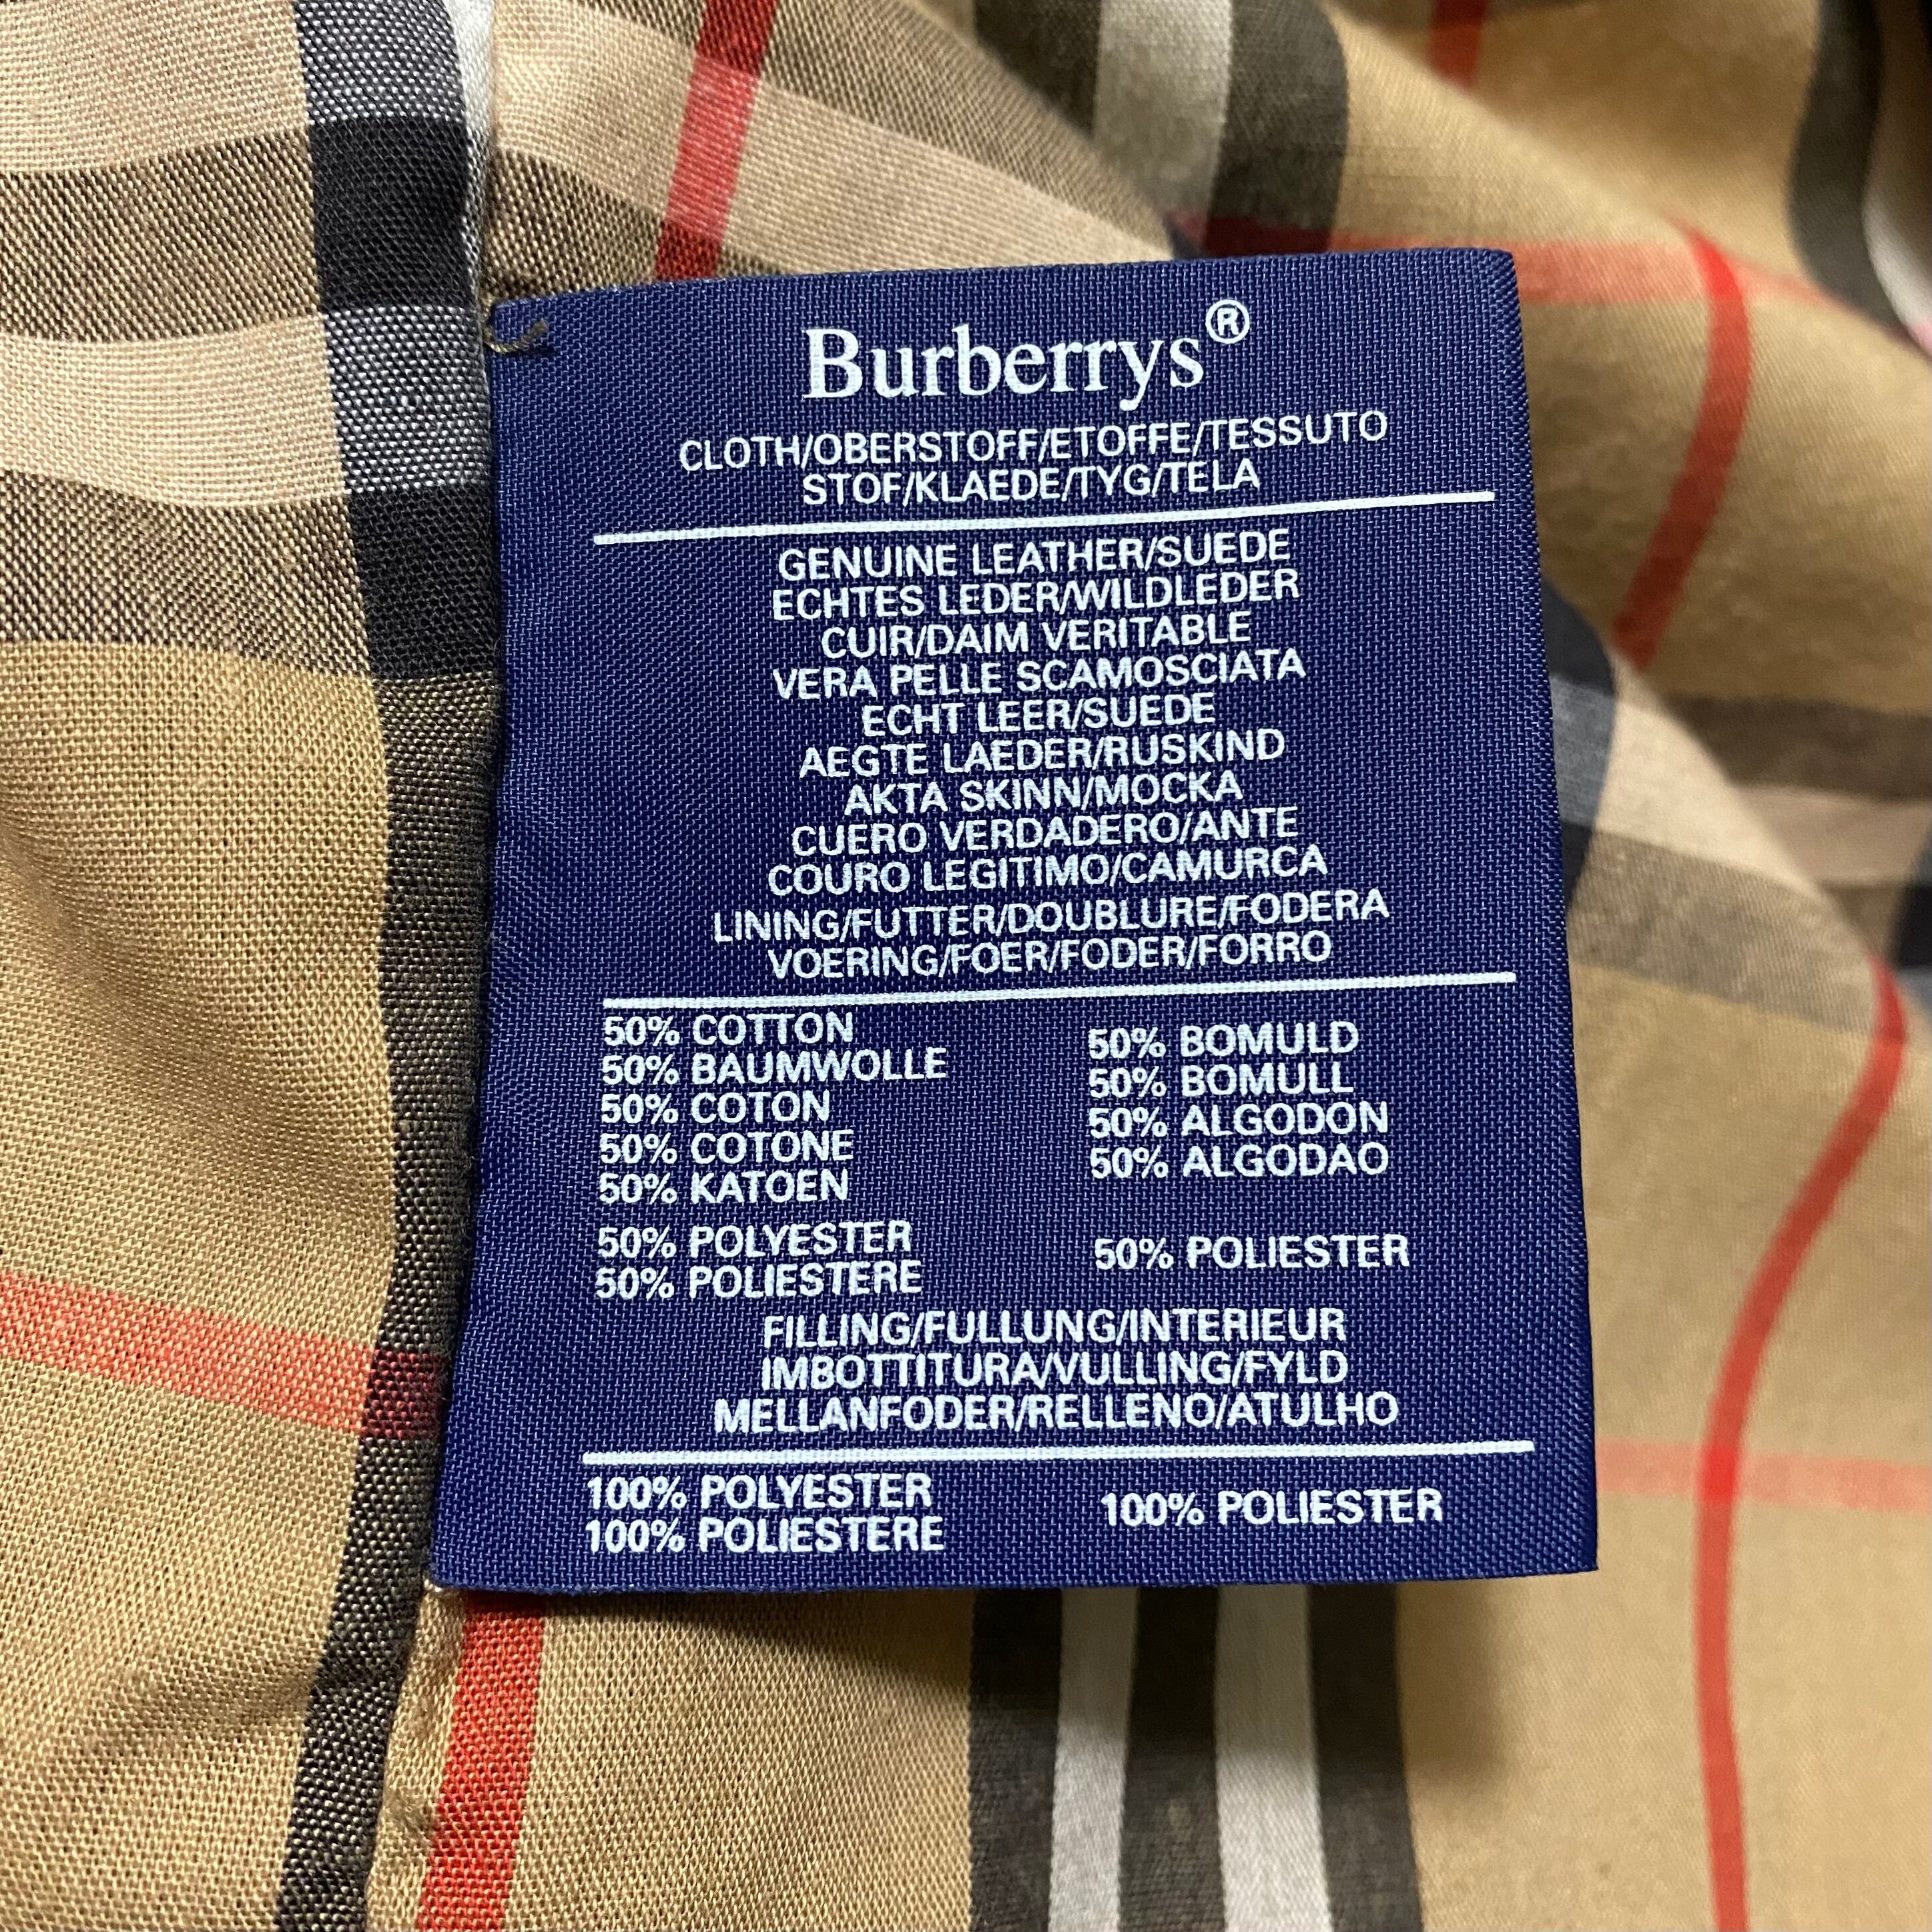 Burberrys®
CLOTH/OBERSTOFF/ETOFFE/TESSUTO
STOF/KLAEDE/TYG/TELA
GENUINE LEATHER/SUEDE
ECHTES LEDER/WILDLEDER
CUIR/DAIM VERITABLE
VERA PELLE SCAMOSCIATA
ECHT LEER/SUEDE
AEGTE LAEDER/RUSKIND
AKTA SKINN/MOCKA
CUERO VERDADERO/ANTE
COURO LEGITIMO/CAMURCA
LINING/FUTTER/DOUBLURE/FODERA
VOERING/FOER/FODER/FORRO
50% COTTON
50% BAUMWOLLE
50% COTON
50% COTONE
50% KATOEN
50% BOMULD
50% BOMULL
50% ALGODON
50% ALGODAO
50% POLYESTER
50% POLIESTERE
50% POLIESTER
FILLING/FULLUNG/INTERIEUR
IMBOTTITURA/VULLING/FYLD
MELLANFODER/RELLENO/ATULHO
100% POLYESTER
100% POLIESTERE
100% POLIESTER